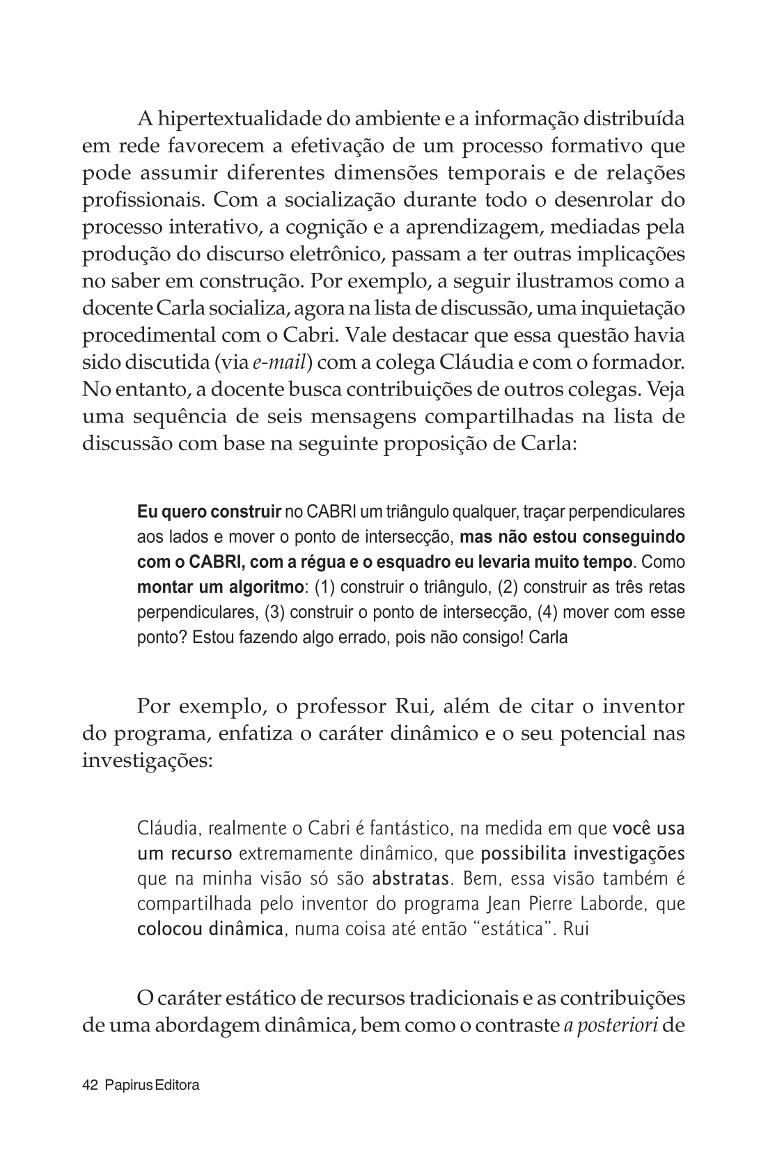 A hipertextualidade do ambiente e a informação distribuída
em rede favorecem a efetivação de um processo formativo que
pode assumir diferentes dimensões temporais e de relações
profissionais. Com a socialização durante todo o desenrolar do
processo interativo, a cognição e a aprendizagem, mediadas pela
produção do discurso eletrônico, passam a ter outras implicações
no saber em construção. Por exemplo, a seguir ilustramos como a
docente Carla socializa, agora na lista de discussão, uma inquietação
procedimental com o Cabri. Vale destacar que essa questão havia
sido discutida (via e-mail) com a colega Cláudia e com o formador.
No entanto, a docente busca contribuições de outros colegas. Veja
uma sequência de seis mensagens compartilhadas na lista de
discussão com base na seguinte proposição de Carla:
Eu quero construir no CABRI um triângulo qualquer, traçar perpendiculares
aos lados e mover o ponto de intersecção, mas não estou conseguindo
com o CABRI, com a régua e o esquadro eu levaria muito tempo. Como
montar um algoritmo: (1) construir o triângulo, (2) construir as três retas
perpendiculares, (3) construir o ponto de intersecção, (4) mover com esse
ponto? Estou fazendo algo errado, pois não consigo! Carla
Por exemplo, o professor Rui, além de citar o inventor
do programa, enfatiza o caráter dinâmico e o seu potencial nas
investigações:
Cláudia, realmente o Cabri é fantástico, na medida em que você usa
um recurso extremamente dinâmico, que possibilita investigações
que na minha visão só são abstratas. Bem, essa visão também é
compartilhada pelo inventor do programa Jean Pierre Laborde, que
colocou dinâmica, numa coisa até então “estática”. Rui
O caráter estático de recursos tradicionais e as contribuições
de uma abordagem dinâmica, bem como o contraste a posteriori de
42 Papirus Editora